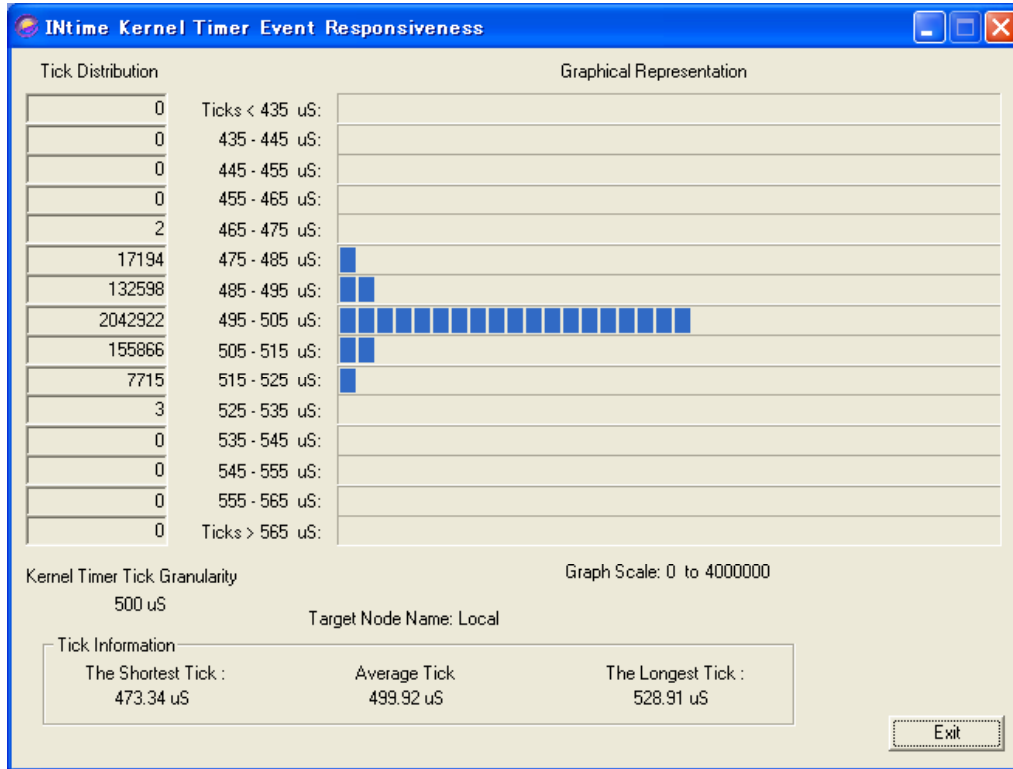 INtime Kernel Timer Event Responsiveness
Tick Distribution Graphical Representation
0 Ticks < 435 uS:
0 435 - 445 uS:
0 445 - 455 uS:
0 455 - 465 uS:
2 465 - 475 uS:
17194 475 - 485 uS:
132598 485 - 495 uS:
2042922 495 - 505 uS:
155866 505 - 515 uS:
7715 515 - 525 uS:
3 525 - 535 uS:
0 535 - 545 uS:
0 545 - 555 uS:
0 555 - 565 uS:
0 Ticks > 565 uS:
Kernel Timer Tick Granularity Graph Scale: 0 to 4000000
500 uS
Target Node Name: Local
Tick Information
The Shortest Tick : Average Tick The Longest Tick :
473.34 uS 499.92 uS 528.91 uS
Exit